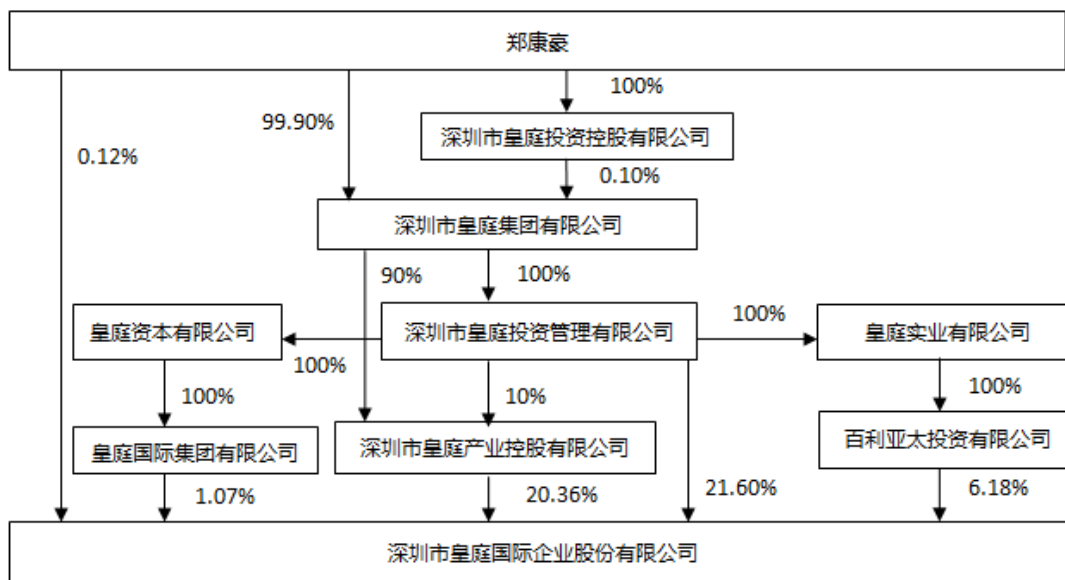 郑康豪
100%
99.90%
深圳市皇庭投资控股有限公司
0.12%
0.10%
深圳市皇庭集团有限公司
90%
100%
皇庭资本有限公司
深圳市皇庭投资管理有限公司
100%
皇庭实业有限公司
100%
100%
10%
100%
皇庭国际集团有限公司
深圳市皇庭产业控股有限公司
百利亚太投资有限公司
1.07%
20.36%
21.60%
6.18%
深圳市皇庭国际企业股份有限公司